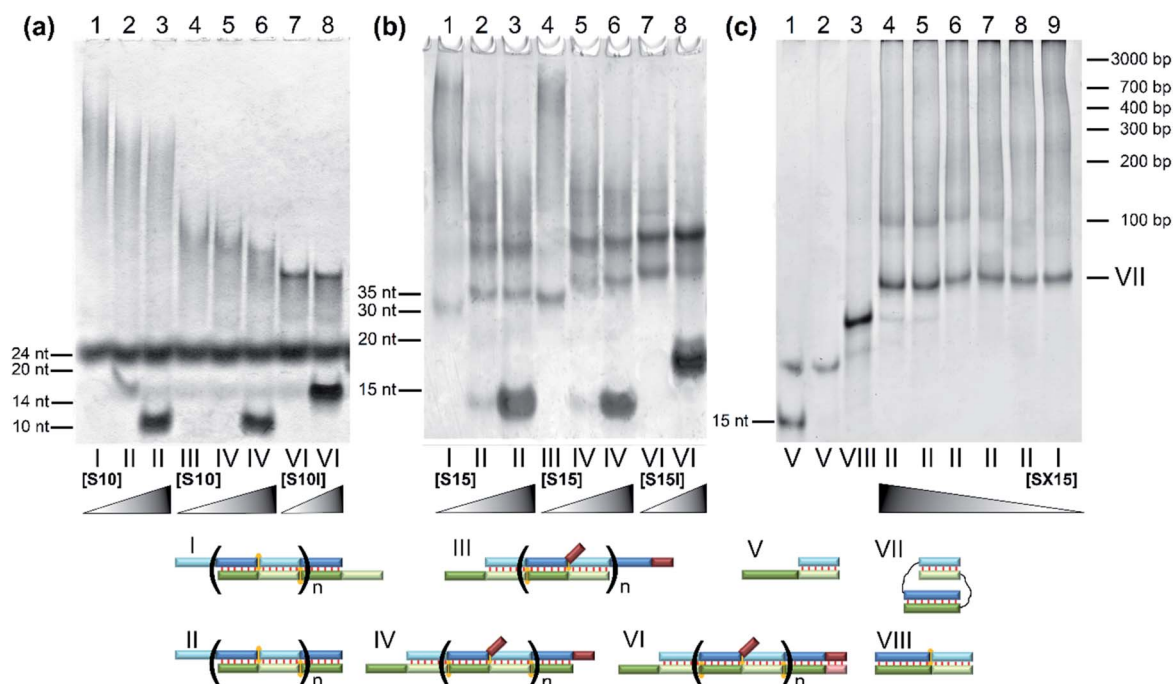 (a) 1 2 3 4 5 6 7 8
24 nt
20 nt
14 nt
10 nt
I II II III IV IV VI VI
[S10] [S10] [S10I]
(b) 1 2 3 4 5 6 7 8
35 nt
30 nt
20 nt
15 nt
I II II III IV IV VI VI
[S15] [S15] [S15I]
(c) 1 2 3 4 5 6 7 8 9
3000 bp
700 bp
400 bp
300 bp
200 bp
100 bp
VII
15 nt
V V VIII II II II II II I
[SX15]
I n
III n
V
VII
II n
IV n
VI n
VIII